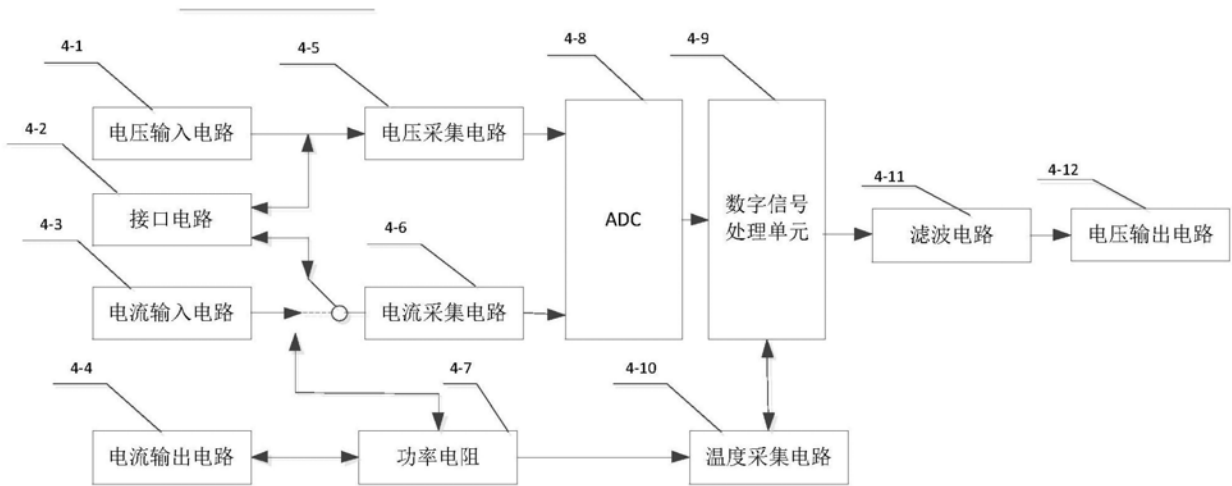 4-1
4-5
4-8
4-9
电压输入电路
电压采集电路
4-2
接口电路
ADC
数字信号
处理单元
4-11
滤波电路
4-12
电压输出电路
4-3
4-6
电流输入电路
电流采集电路
4-4
4-7
4-10
电流输出电路
功率电阻
温度采集电路